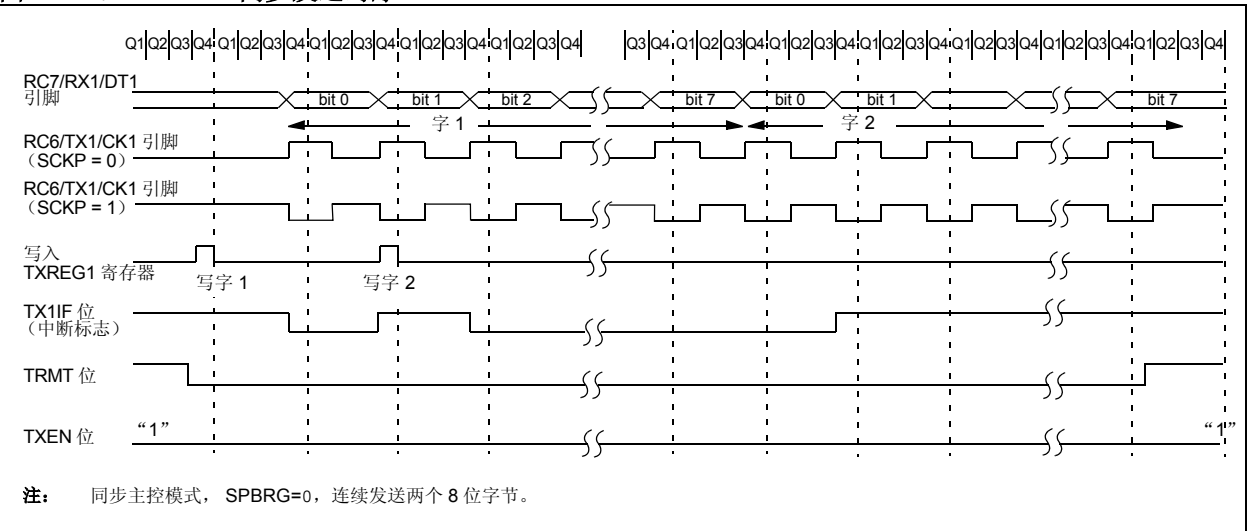 Q1 Q2 Q3 Q4 Q1 Q2 Q3 Q4 Q1 Q2 Q3 Q4 Q1 Q2 Q3 Q4 Q1 Q2 Q3 Q4 Q3 Q4 Q1 Q2 Q3 Q4 Q1 Q2 Q3 Q4 Q1 Q2 Q3 Q4 Q1 Q2 Q3 Q4 Q1 Q2 Q3 Q4 Q1 Q2 Q3 Q4
RC7/RX1/DT1
引脚
bit 0 bit 1 bit 2 bit 7 bit 0 bit 1 bit 7
字 1 字 2
RC6/TX1/CK1 引脚
（SCKP = 0）
RC6/TX1/CK1 引脚
（SCKP = 1）
写入
TXREG1 寄存器
写字 1 写字 2
TX1IF 位
（中断标志）
TRMT 位
TXEN 位 “1” “1”
注： 同步主控模式， SPBRG=0，连续发送两个 8 位字节。